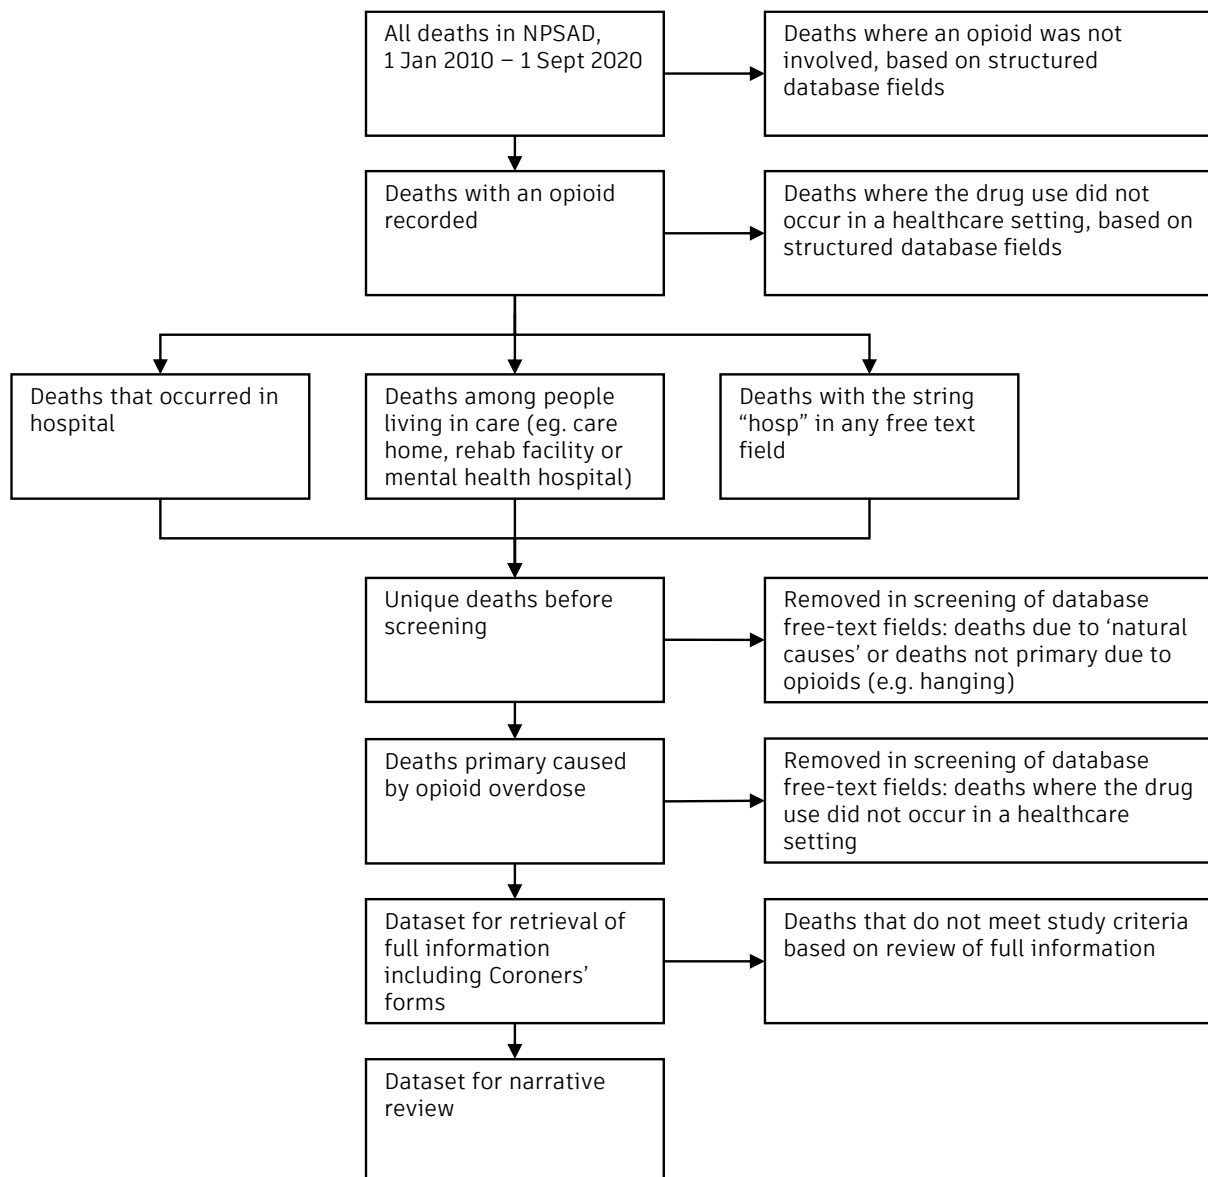 All deaths in NPSAD,
1 Jan 2010 – 1 Sept 2020
Deaths where an opioid was not
involved, based on structured
database fields
Deaths with an opioid
recorded
Deaths where the drug use did not
occur in a healthcare setting, based on
structured database fields
Deaths that occurred in
hospital
Deaths among people
living in care (eg. care
home, rehab facility or
mental health hospital)
Deaths with the string
“hosp” in any free text
field
Unique deaths before
screening
Removed in screening of database
free-text fields: deaths due to ‘natural
causes’ or deaths not primary due to
opioids (e.g. hanging)
Deaths primary caused
by opioid overdose
Removed in screening of database
free-text fields: deaths where the drug
use did not occur in a healthcare
setting
Dataset for retrieval of
full information
including Coroners’
forms
Deaths that do not meet study criteria
based on review of full information
Dataset for narrative
review